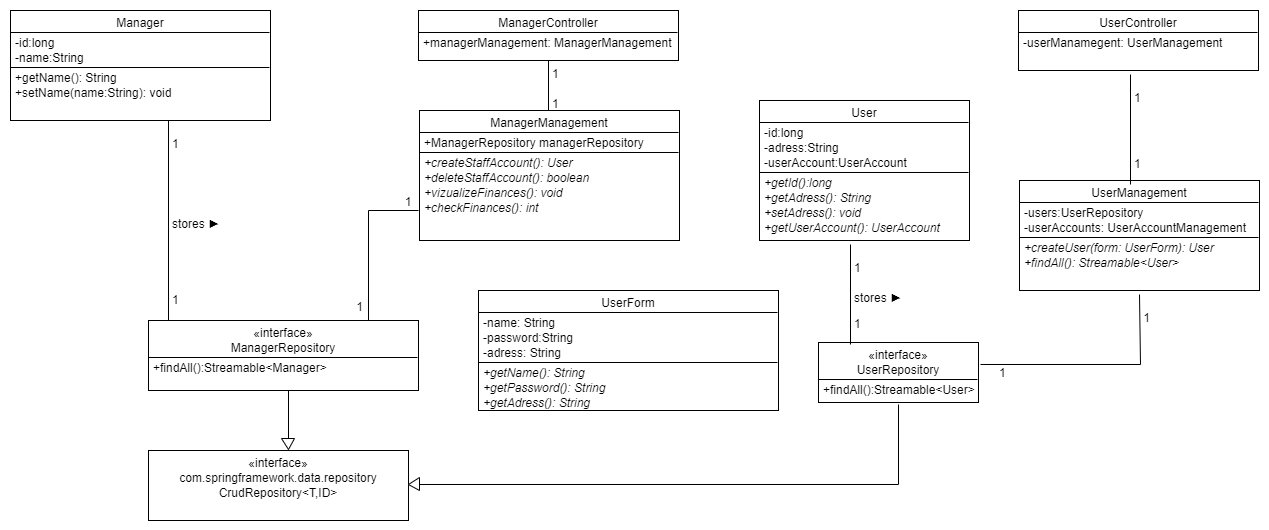 Manager
-id:long
-name:String
+getName(): String
+setName(name:String): void
ManagerController
+managerManagement: ManagerManagement
UserController
-userManamegent: UserManagement
1
1
ManagerManagement
+ManagerRepository managerRepository
+createStaffAccount(): User
+deleteStaffAccount(): boolean
+vizualizeFinances(): void
+checkFinances(): int
User
-id:long
-adress:String
-userAccount:UserAccount
+getId():long
+getAdress(): String
+setAdress(): void
+getUserAccount(): UserAccount
1
1
UserManagement
-users:UserRepository
-userAccounts: UserAccountManagement
+createUser(form: UserForm): User
+findAll(): Streamable<User>
1
stores ►
1
1
1
1
stores ►
1
1
1
«interface»
ManagerRepository
+findAll():Streamable<Manager>
UserForm
-name: String
-password:String
-adress: String
+getName(): String
+getPassword(): String
+getAdress(): String
«interface»
UserRepository
+findAll():Streamable<User>
«interface»
com.springframework.data.repository
CrudRepository<T,ID>